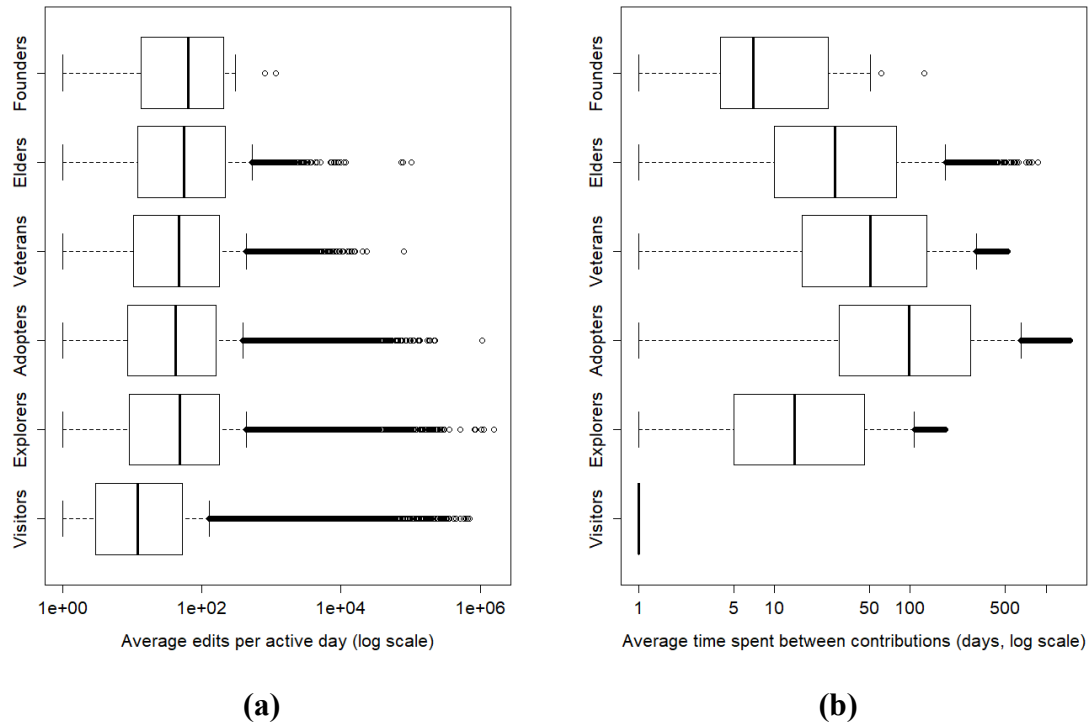 Founders
Elders
Veterans
Adopters
Explorers
Visitors
1e+00 1e+02 1e+04 1e+06
Average edits per active day (log scale)
(a)
Founders
Elders
Veterans
Adopters
Explorers
Visitors
1 5 10 50 100 500
Average time spent between contributions (days, log scale)
(b)